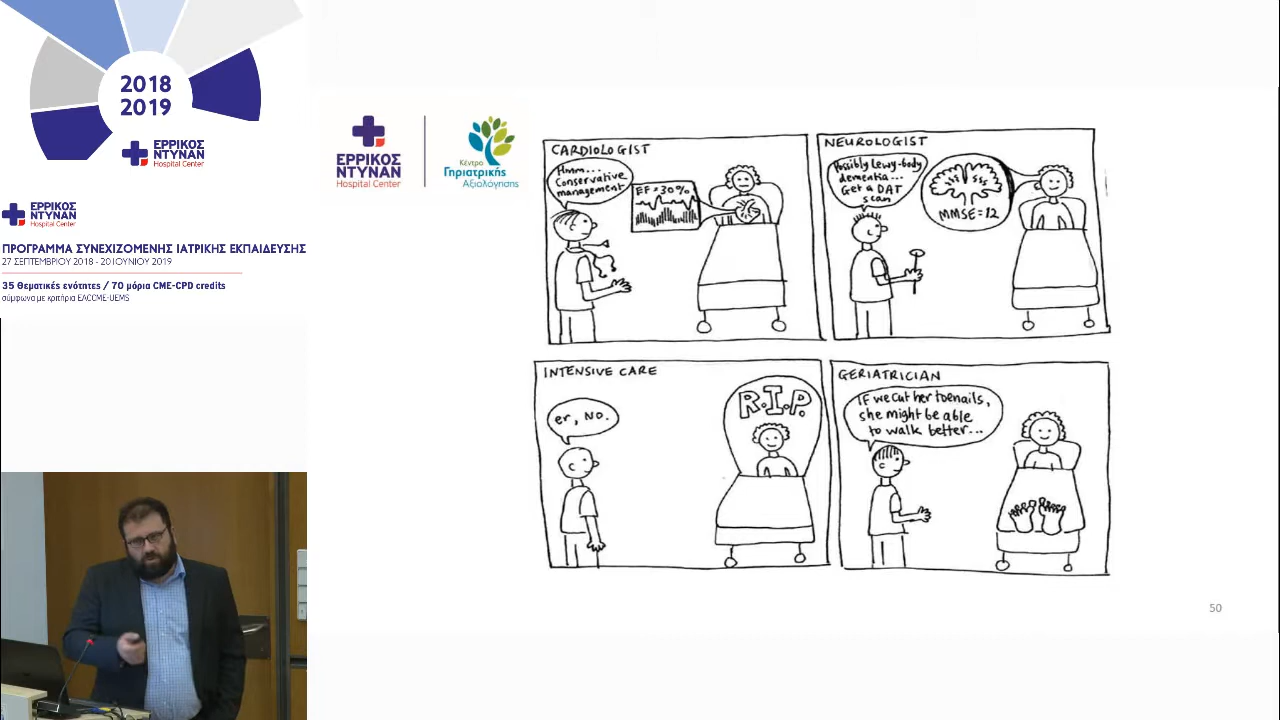 2018
2019
ΕΡΡΙΚΟΣ
ΝΤΥΝΑΝ
Hospital Center
ΕΡΡΙΚΟΣ
ΝΤΥΝΑΝ
Hospital Center
ΠΡΟΓΡΑΜΜΑ ΣΥΝΕΧΙΖΟΜΕΝΗΣ ΙΑΤΡΙΚΗΣ ΕΚΠΑΙΔΕΥΣΗΣ
27 ΣΕΠΤΕΜΒΡΙΟΥ 2018 - 20 ΙΟΥΝΙΟΥ 2019
35 Θεματικές ενότητες / 70 μόρια CME-CPD credits
σύμφωνα με κριτήρια EACCME-UEMS
ΕΡΡΙΚΟΣ
ΝΤΥΝΑΝ
Hospital Center
Κέντρο
Γηριατρικής
Αξιολόγησης
CARDIOLOGIST
Hmm...
Conservative
management
EF=30%
NEUROLOGIST
Possibly Lewy-body
dementia...
Get a DAT
scan
MMSE=12
INTENSIVE CARE
er, NO.
R.I.P.
GERIATRICIAN
IF we cut her toenails,
she might be able
to walk better...
50